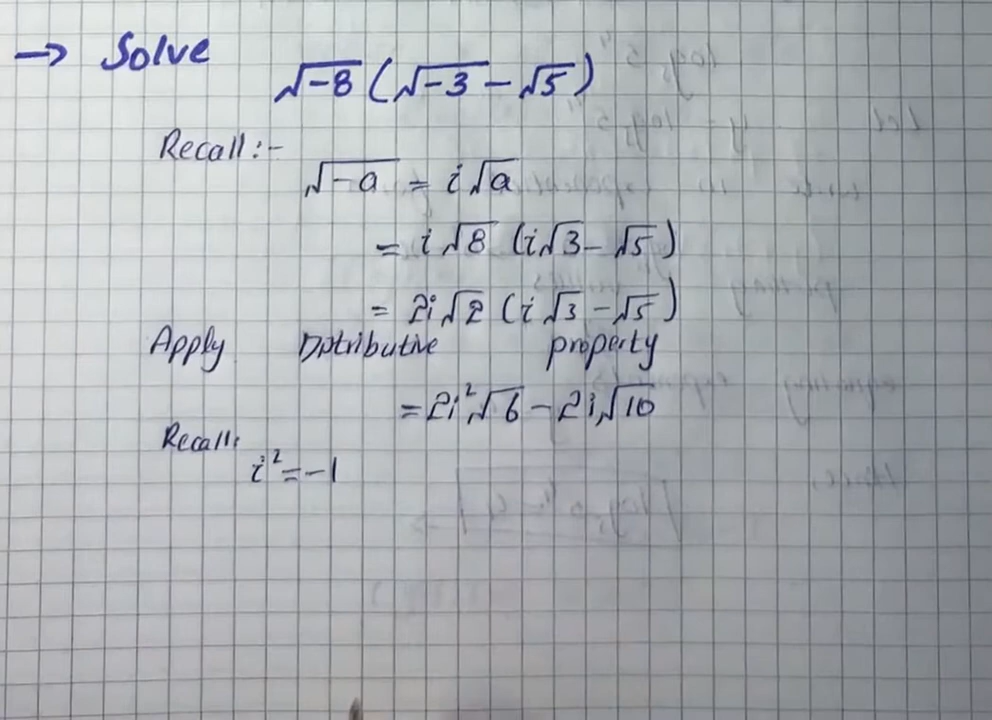 → Solve
√-8 (√-3 - √5)
Recall :-
√-a = i√a
= i√8 (i√3 - √5)
= 2i√2 (i√3 - √5)
Apply Distributive property
= 2i²√6 - 2i√10
Recall:
i² = -1